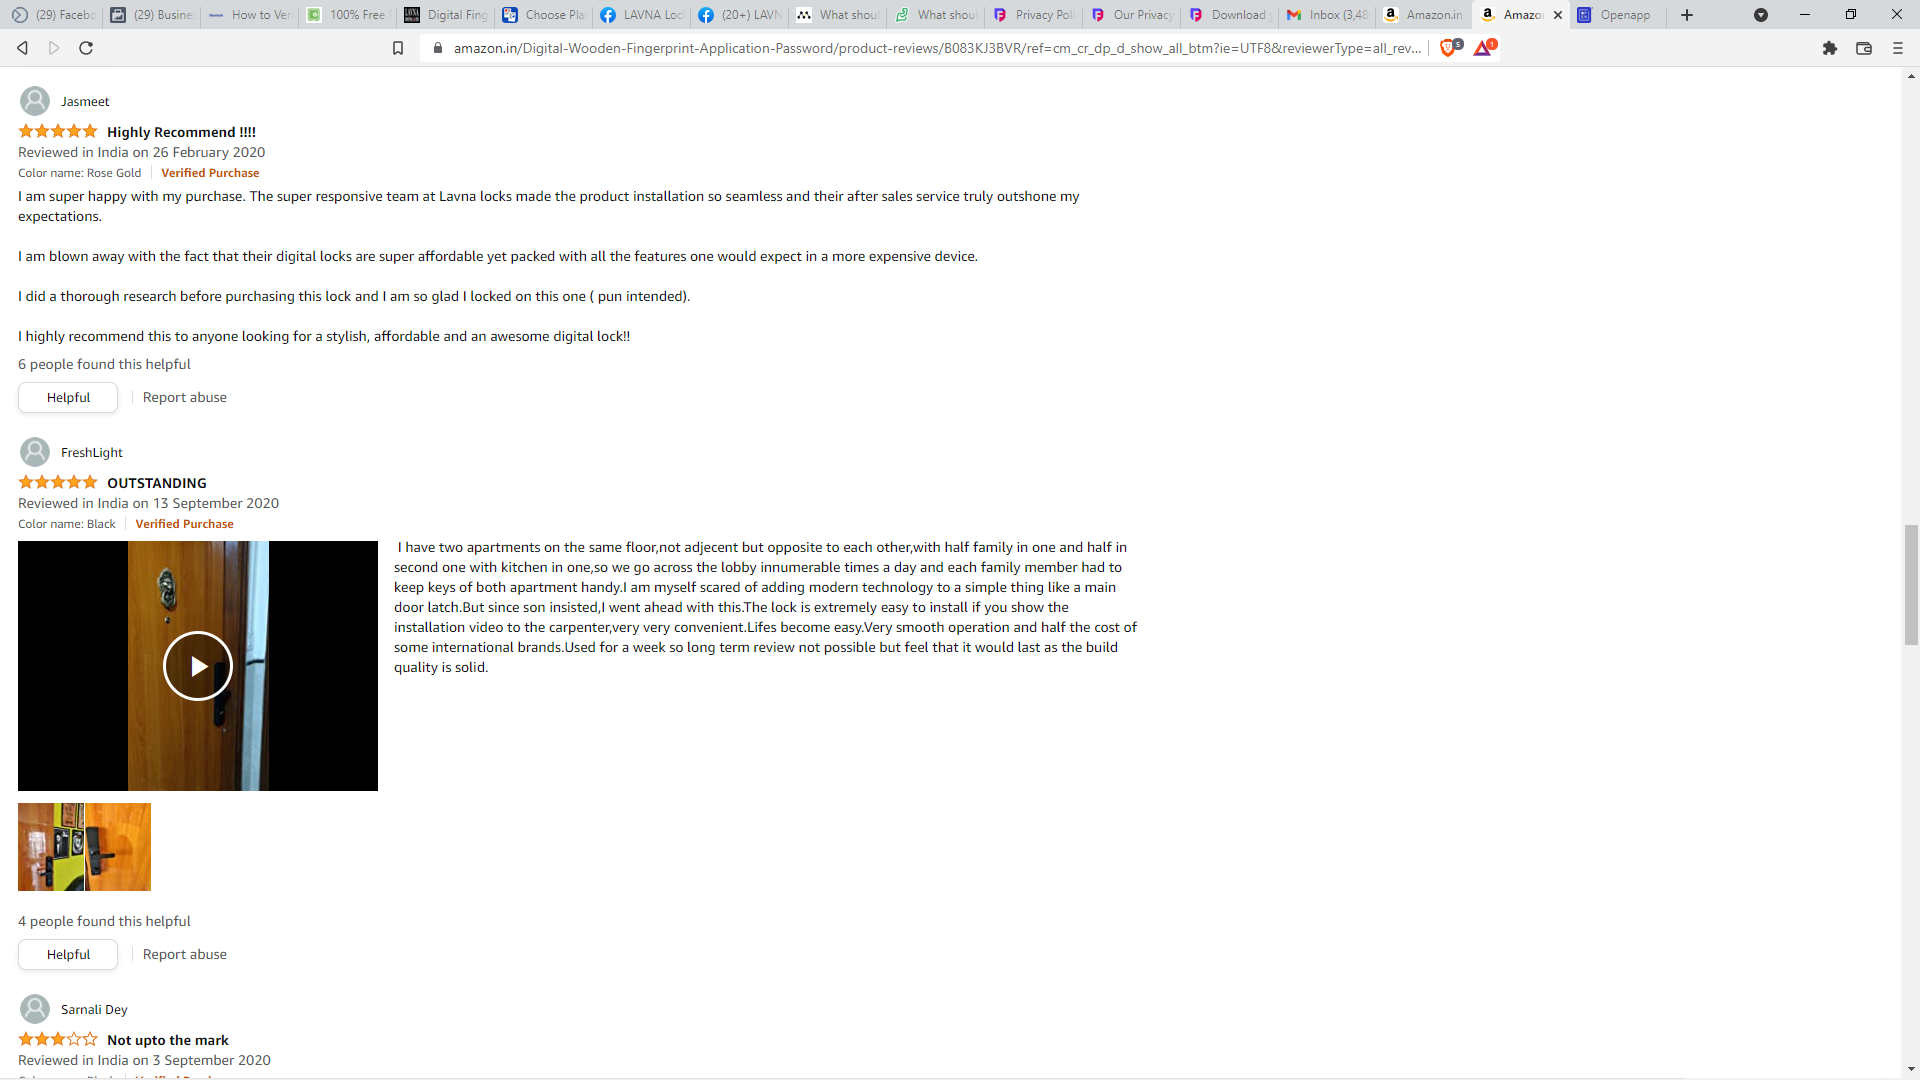 (29) Facebo
(29) Busine
How to Ver
100% Free
Digital Fing
Choose Pla
LAVNA Loc
(20+) LAVN
What shoul
What shoul
Privacy Poli
Our Privacy
Download
Inbox (3,48
Amazon.in
Amazo
Openapp
amazon.in/Digital-Wooden-Fingerprint-Application-Password/product-reviews/B083KJ3BVR/ref=cm_cr_dp_d_show_all_btm?ie=UTF8&reviewerType=all_rev...
5
1
Jasmeet
Highly Recommend !!!!
Reviewed in India on 26 February 2020
Color name: Rose Gold | Verified Purchase
I am super happy with my purchase. The super responsive team at Lavna locks made the product installation so seamless and their after sales service truly outshone my
expectations.
I am blown away with the fact that their digital locks are super affordable yet packed with all the features one would expect in a more expensive device.
I did a thorough research before purchasing this lock and I am so glad I locked on this one ( pun intended).
I highly recommend this to anyone looking for a stylish, affordable and an awesome digital lock!!
6 people found this helpful
Helpful | Report abuse
FreshLight
OUTSTANDING
Reviewed in India on 13 September 2020
Color name: Black | Verified Purchase
I have two apartments on the same floor,not adjecent but opposite to each other,with half family in one and half in
second one with kitchen in one,so we go across the lobby innumerable times a day and each family member had to
keep keys of both apartment handy.I am myself scared of adding modern technology to a simple thing like a main
door latch.But since son insisted,I went ahead with this.The lock is extremely easy to install if you show the
installation video to the carpenter,very very convenient.Lifes become easy.Very smooth operation and half the cost of
some international brands.Used for a week so long term review not possible but feel that it would last as the build
quality is solid.
4 people found this helpful
Helpful | Report abuse
Sarnali Dey
Not upto the mark
Reviewed in India on 3 September 2020